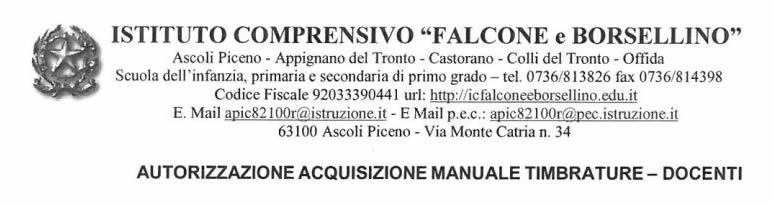 ISTITUTO COMPRENSIVO “FALCONE e BORSELLINO”
Ascoli Piceno - Appignano del Tronto - Castorano - Colli del Tronto - Offida
Scuola dell’infanzia, primaria e secondaria di primo grado – tel. 0736/813826 fax 0736/814398
Codice Fiscale 92033390441 url: http://icfalconeeborsellino.edu.it
E. Mail apic82100r@istruzione.it - E Mail p.e.c.: apic82100r@pec.istruzione.it
63100 Ascoli Piceno - Via Monte Catria n. 34
AUTORIZZAZIONE ACQUISIZIONE MANUALE TIMBRATURE – DOCENTI